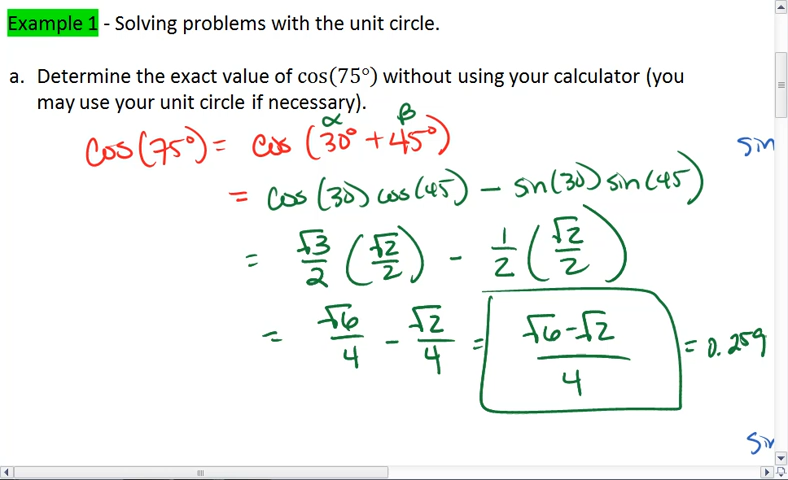 Example 1 - Solving problems with the unit circle.
a. Determine the exact value of cos(75°) without using your calculator (you
may use your unit circle if necessary).
α β
cos(75°) = cos(30° + 45°)
sin
= cos(30)cos(45) - sin(30)sin(45)
= √3/2 (√2/2) - 1/2 (√2/2)
= √6/4 - √2/4 = √6-√2/4 = 0.259
sin